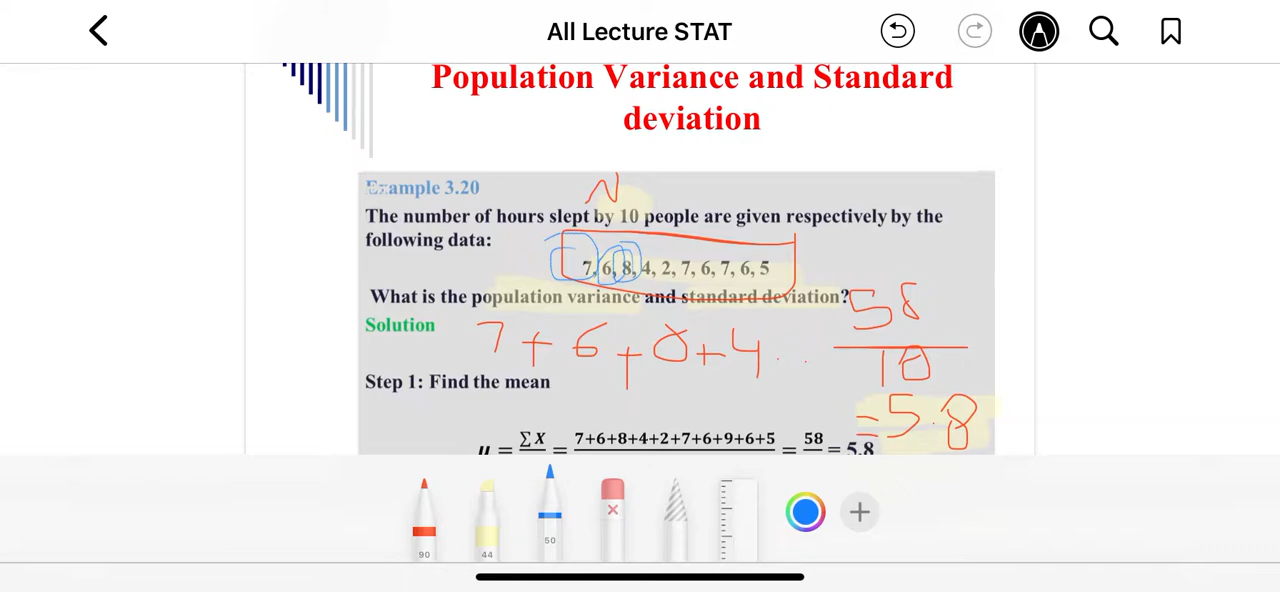 All Lecture STAT
Population Variance and Standard
deviation
Example 3.20
N
The number of hours slept by 10 people are given respectively by the
following data:
7, 6, 8, 4, 2, 7, 6, 7, 6, 5
What is the population variance and standard deviation?
58
Solution
7 + 6 + 8 + 4 . .
10
Step 1: Find the mean
= 5.8
μ = ∑ X = 7+6+8+4+2+7+6+9+6+5 = 58 = 5.8
90
44
50